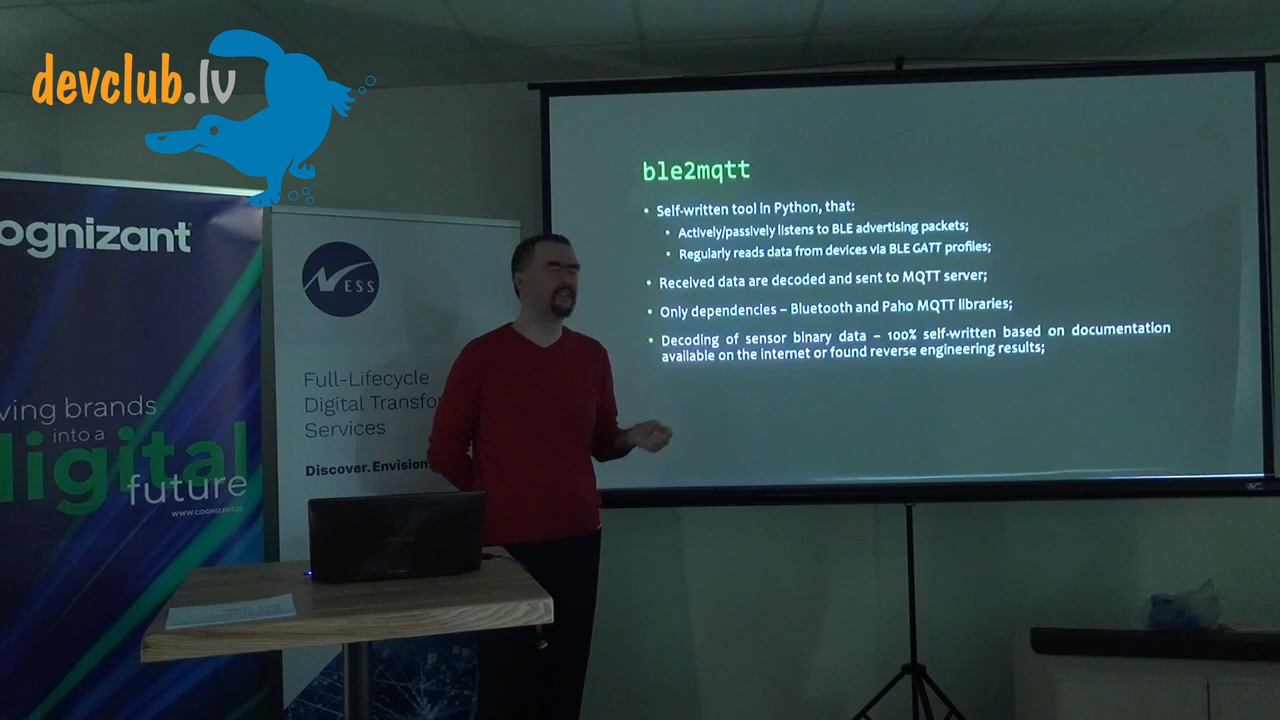 devclub.lv
ognizant
ving brands
into a
digital
future
WWW.COGNIZANT.LV
NESS
Full-Lifecycle
Digital Transfo
Services
Discover. Envision.
ble2mqtt
• Self-written tool in Python, that:
• Actively/passively listens to BLE advertising packets;
• Regularly reads data from devices via BLE GATT profiles;
• Received data are decoded and sent to MQTT server;
• Only dependencies – Bluetooth and Paho MQTT libraries;
• Decoding of sensor binary data – 100% self-written based on documentation
available on the internet or found reverse engineering results;